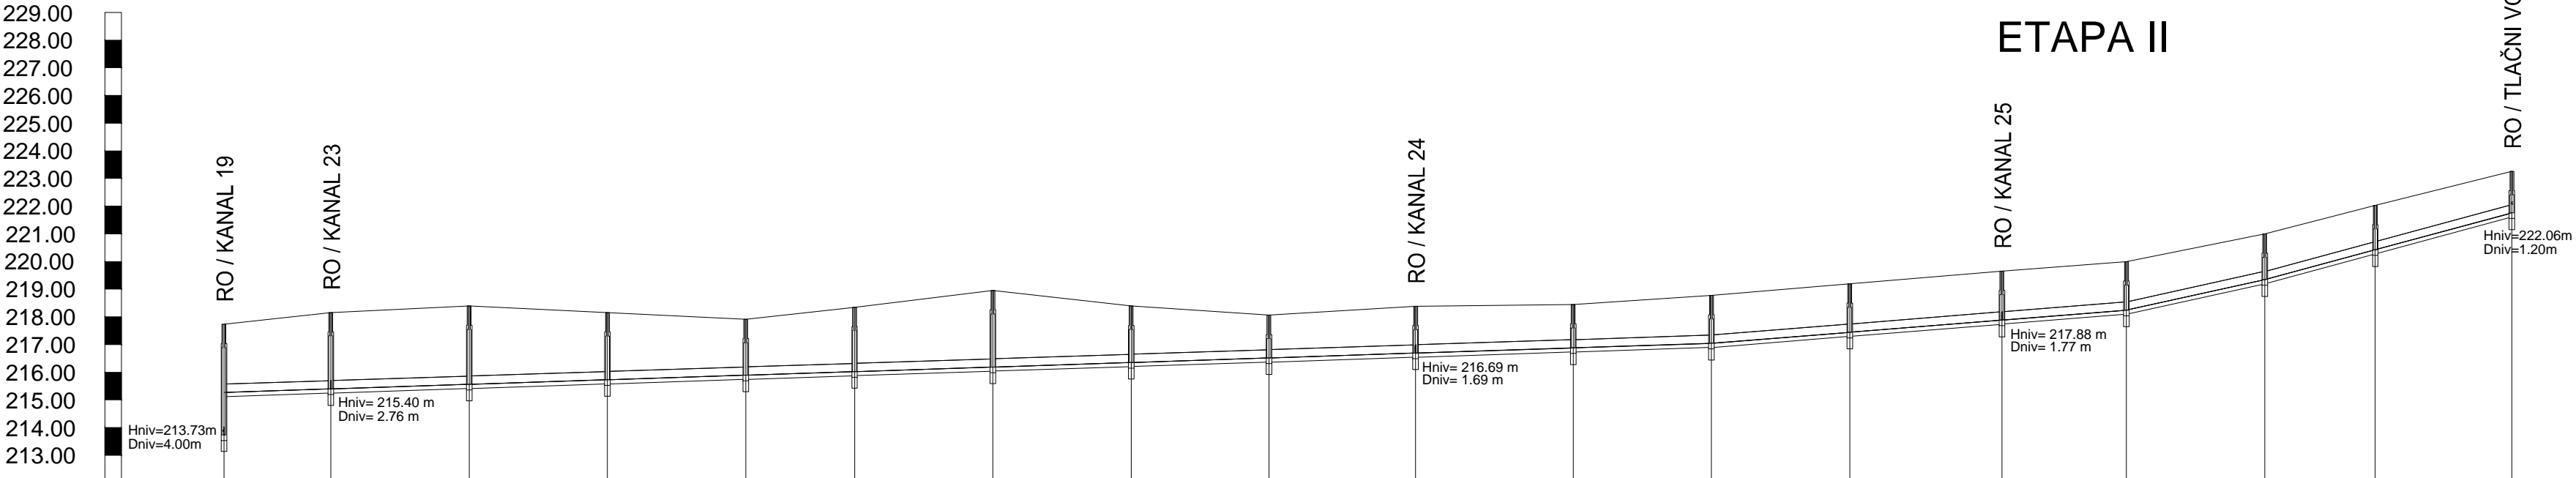 229.00
228.00
227.00
226.00
225.00
224.00
223.00
222.00
221.00
220.00
219.00
218.00
217.00
216.00
215.00
214.00
213.00
ETAPA II
RO / KANAL 19
Hniv=213.73m
Dniv=4.00m
RO / KANAL 23
Hniv= 215.40 m
Dniv= 2.76 m
RO / KANAL 24
Hniv= 216.69 m
Dniv= 1.69 m
RO / KANAL 25
Hniv= 217.88 m
Dniv= 1.77 m
RO / TLAČNI
Hniv=222.06m
Dniv=1.20m